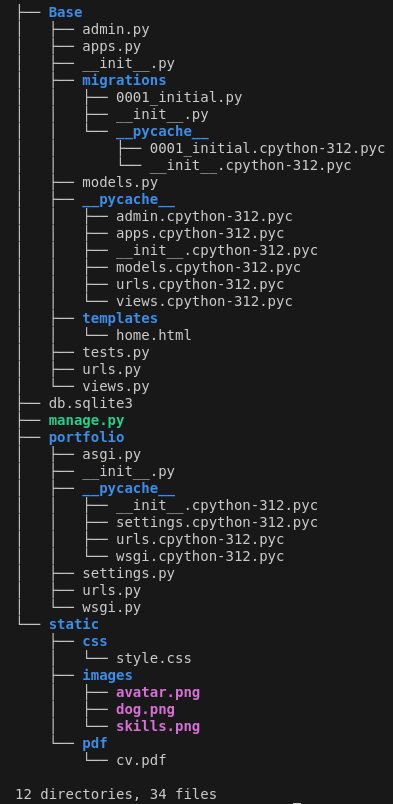 ├── Base
│   ├── admin.py
│   ├── apps.py
│   ├── __init__.py
│   ├── migrations
│   │   ├── 0001_initial.py
│   │   ├── __init__.py
│   │   └── __pycache__
│   │       ├── 0001_initial.cpython-312.pyc
│   │       └── __init__.cpython-312.pyc
│   ├── models.py
│   ├── __pycache__
│   │   ├── admin.cpython-312.pyc
│   │   ├── apps.cpython-312.pyc
│   │   ├── __init__.cpython-312.pyc
│   │   ├── models.cpython-312.pyc
│   │   ├── urls.cpython-312.pyc
│   │   └── views.cpython-312.pyc
│   ├── templates
│   │   └── home.html
│   ├── tests.py
│   ├── urls.py
│   └── views.py
├── db.sqlite3
├── manage.py
├── portfolio
│   ├── asgi.py
│   ├── __init__.py
│   ├── __pycache__
│   │   ├── __init__.cpython-312.pyc
│   │   ├── settings.cpython-312.pyc
│   │   ├── urls.cpython-312.pyc
│   │   └── wsgi.cpython-312.pyc
│   ├── settings.py
│   ├── urls.py
│   └── wsgi.py
└── static
    ├── css
    │   └── style.css
    ├── images
    │   ├── avatar.png
    │   ├── dog.png
    │   └── skills.png
    └── pdf
        └── cv.pdf

12 directories, 34 files